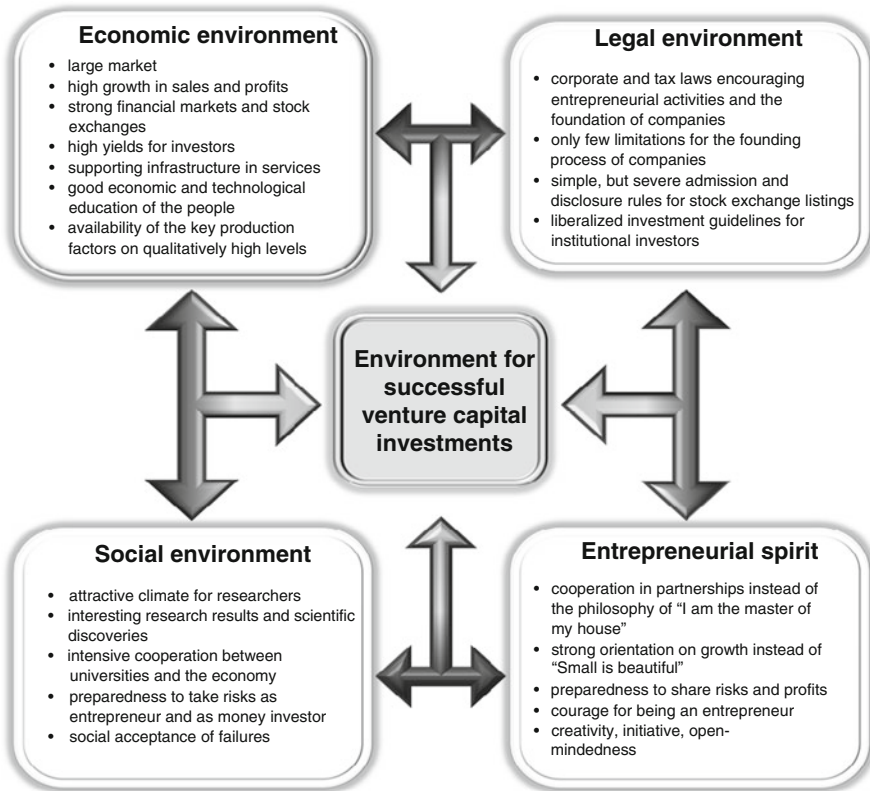 Economic environment
• large market
• high growth in sales and profits
• strong financial markets and stock
exchanges
• high yields for investors
• supporting infrastructure in services
• good economic and technological
education of the people
• availability of the key production
factors on qualitatively high levels
Legal environment
• corporate and tax laws encouraging
entrepreneurial activities and the
foundation of companies
• only few limitations for the founding
process of companies
• simple, but severe admission and
disclosure rules for stock exchange listings
• liberalized investment guidelines for
institutional investors
Environment for
successful
venture capital
investments
Social environment
• attractive climate for researchers
• interesting research results and scientific
discoveries
• intensive cooperation between
universities and the economy
• preparedness to take risks as
entrepreneur and as money investor
• social acceptance of failures
Entrepreneurial spirit
• cooperation in partnerships instead of
the philosophy of “I am the master of
my house”
• strong orientation on growth instead of
“Small is beautiful”
• preparedness to share risks and profits
• courage for being an entrepreneur
• creativity, initiative, open-
mindedness